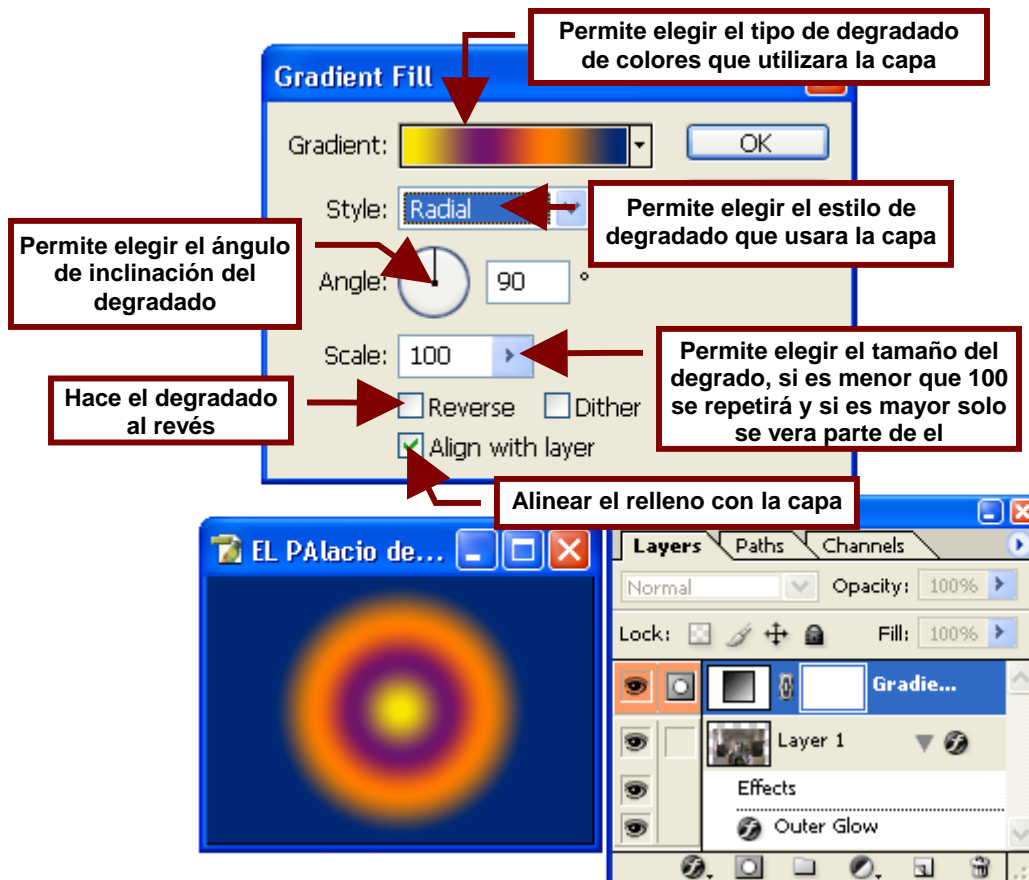 Permite elegir el tipo de degradado
de colores que utilizara la capa
Gradient Fill
Gradient:
OK
Style: Radial
Permite elegir el estilo de
degradado que usara la capa
Permite elegir el ángulo
de inclinación del
degradado
Angle: 90 °
Scale: 100
Permite elegir el tamaño del
degrado, si es menor que 100
se repetirá y si es mayor solo
se vera parte de el
Hace el degradado
al revés
Reverse Dither
Align with layer
Alinear el relleno con la capa
EL PAlacio de...
Layers Paths Channels
Normal Opacity: 100%
Lock: Fill: 100%
Gradie...
Layer 1
Effects
Outer Glow